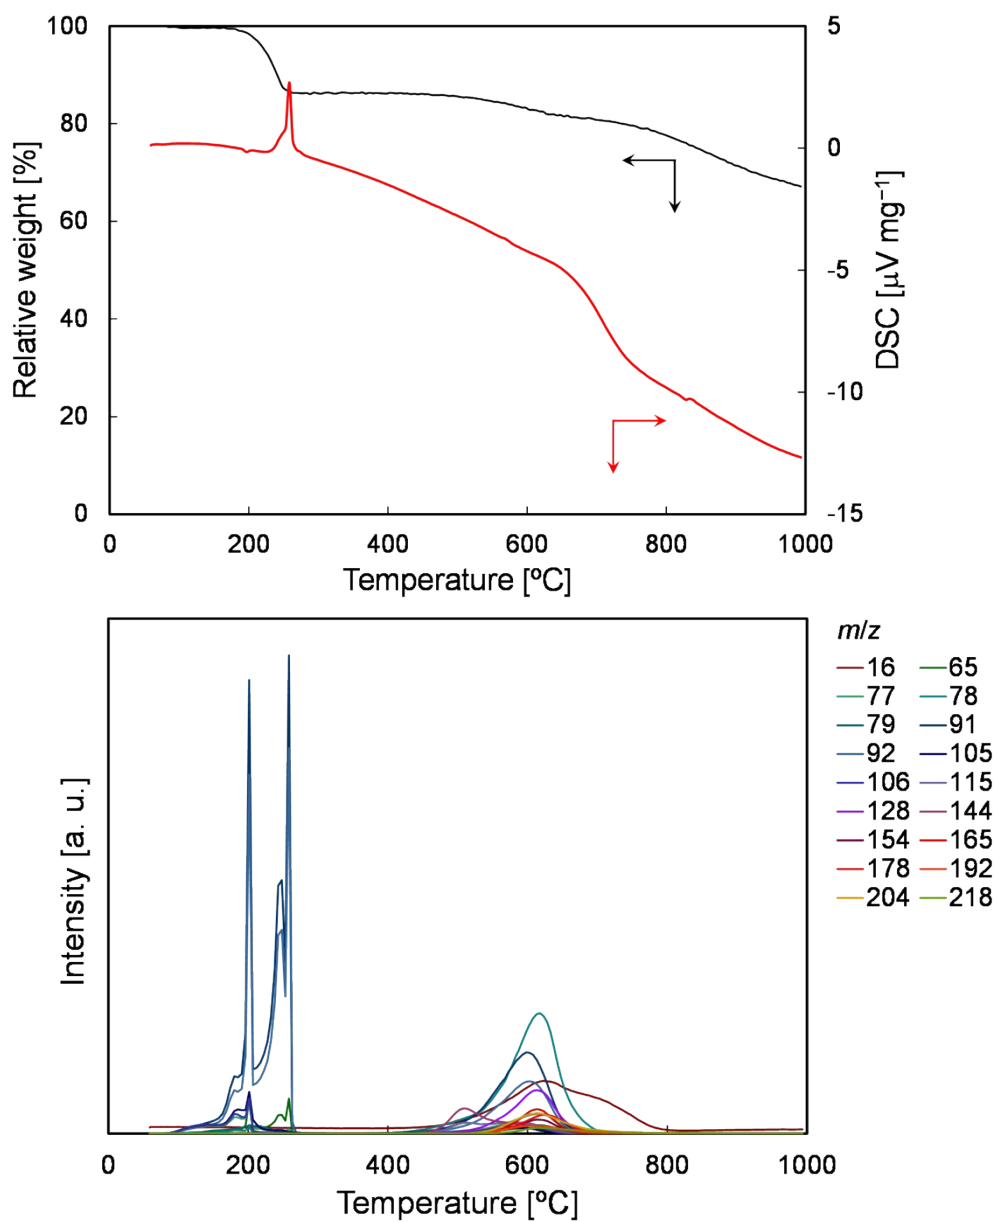 100
80
60
40
20
0
Relative weight [%]
5
0
-5
-10
-15
DSC [µV mg⁻¹]
0 200 400 600 800 1000
Temperature [ºC]
Intensity [a. u.]
m/z
16 65
77 78
79 91
92 105
106 115
128 144
154 165
178 192
204 218
0 200 400 600 800 1000
Temperature [ºC]